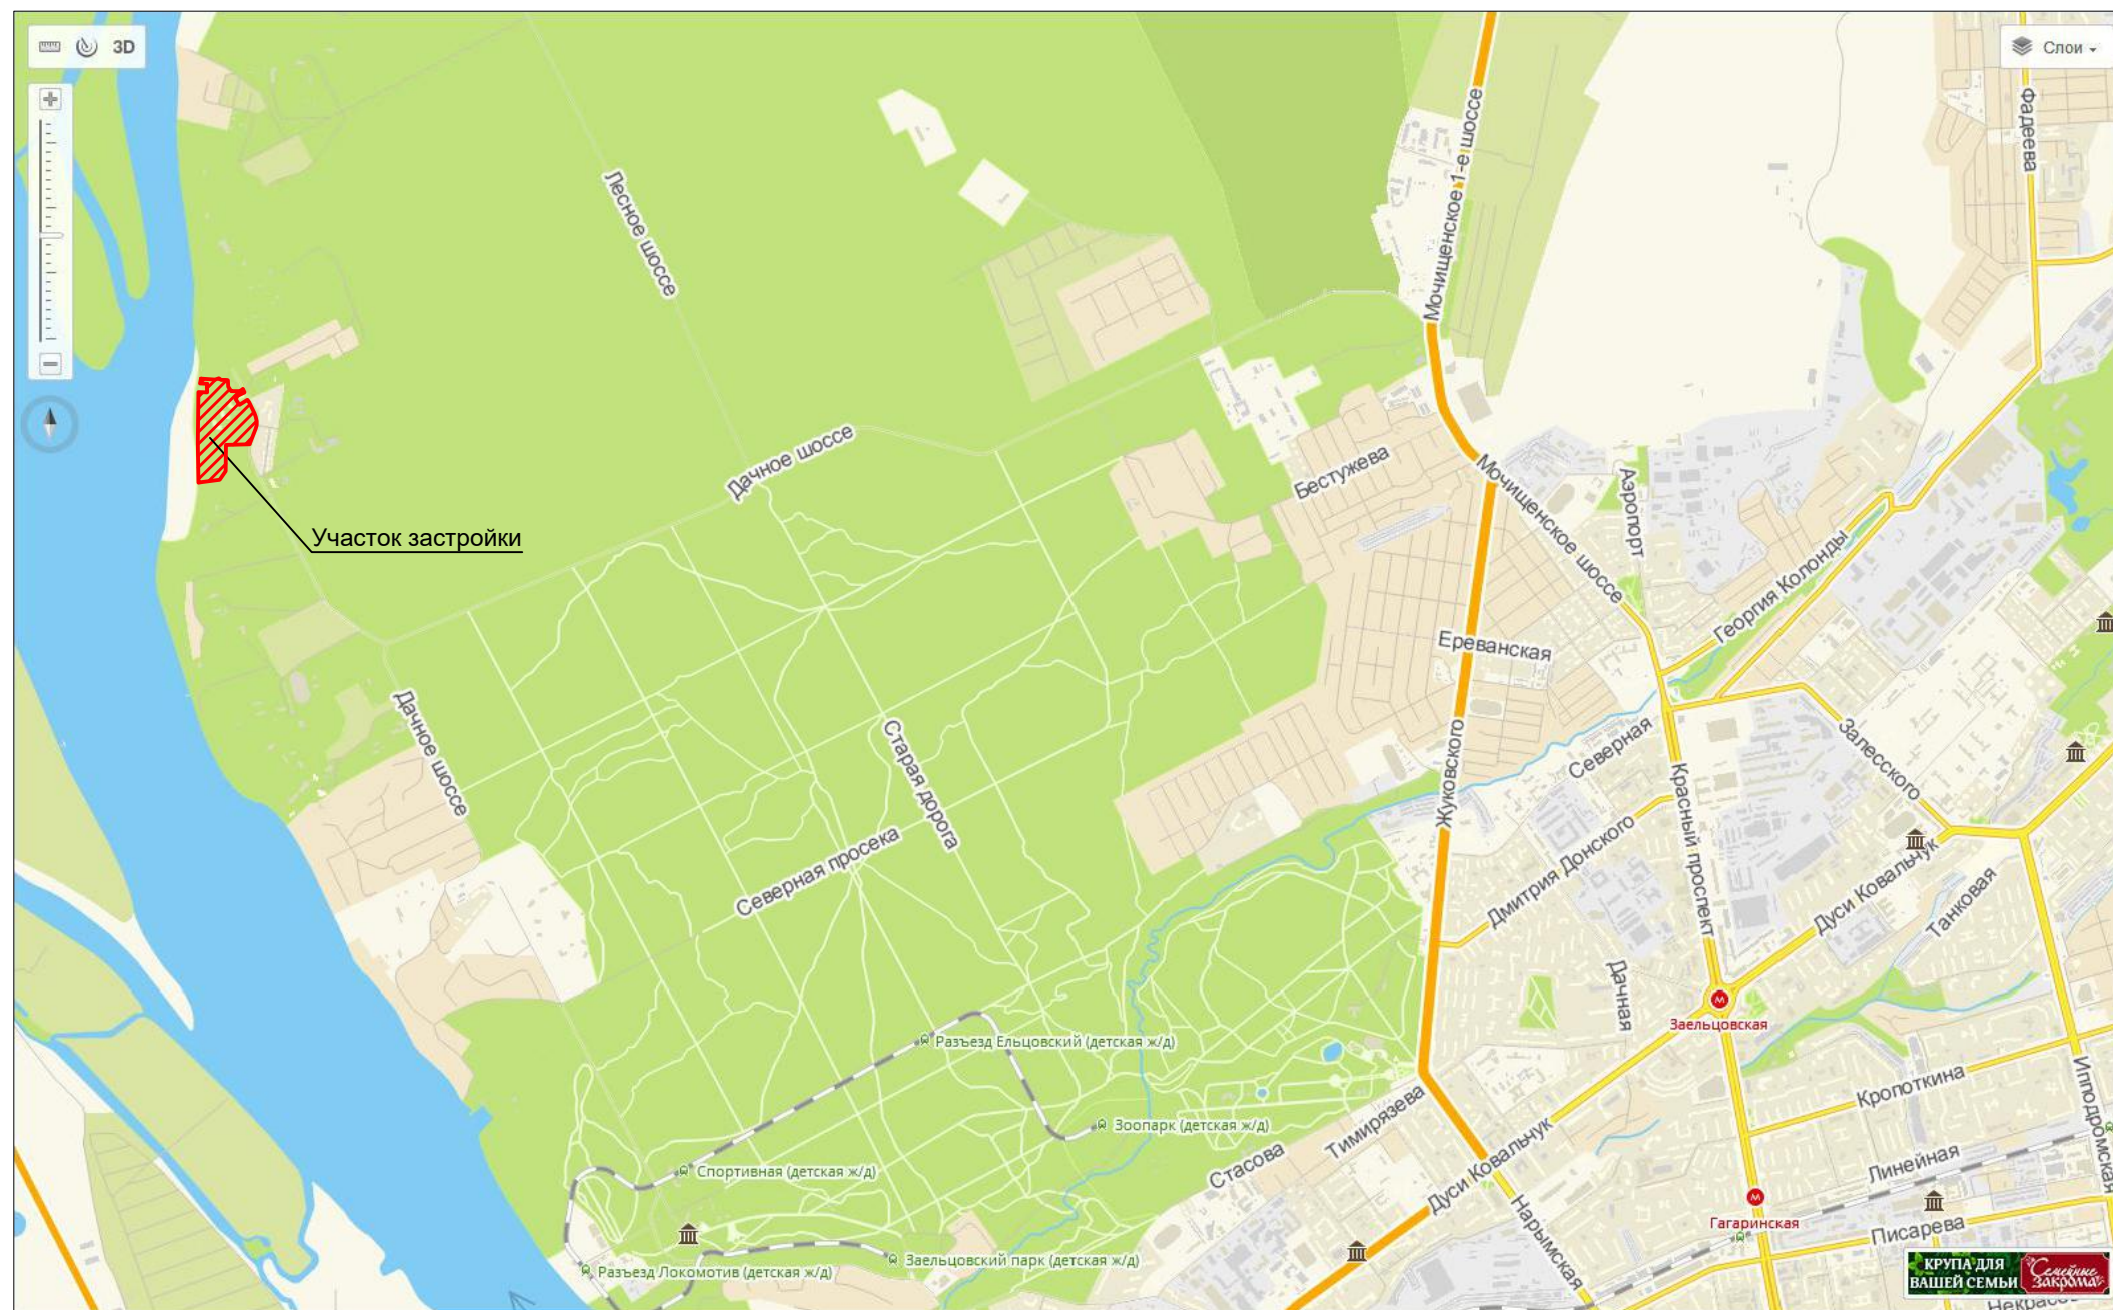 3D
Слои
Фадеева
Мочищенское 1-е шоссе
Лесное шоссе
Дачное шоссе
Бестужева
Мочищенское шоссе
Аэропорт
Участок застройки
Георгия Колонды
Ереванская
Дачное шоссе
Старая дорога
Жуковского
Северная
Красный проспект
Залесского
Северная просека
Дмитрия Донского
Дуси Ковальчук
Танковая
Дачная
Заельцовская
Разъезд Ельцовский (детская ж/д)
Кропоткина
Ипподромская
Зоопарк (детская ж/д)
Тимирязева
Стасова
Дуси Ковальчук
Спортивная (детская ж/д)
Линейная
Гагаринская
Нарымская
Писарева
Заельцовский парк (детская ж/д)
Разъезд Локомотив (детская ж/д)
КРУПА ДЛЯ
ВАШЕЙ СЕМЬИ
Семейные
закрома